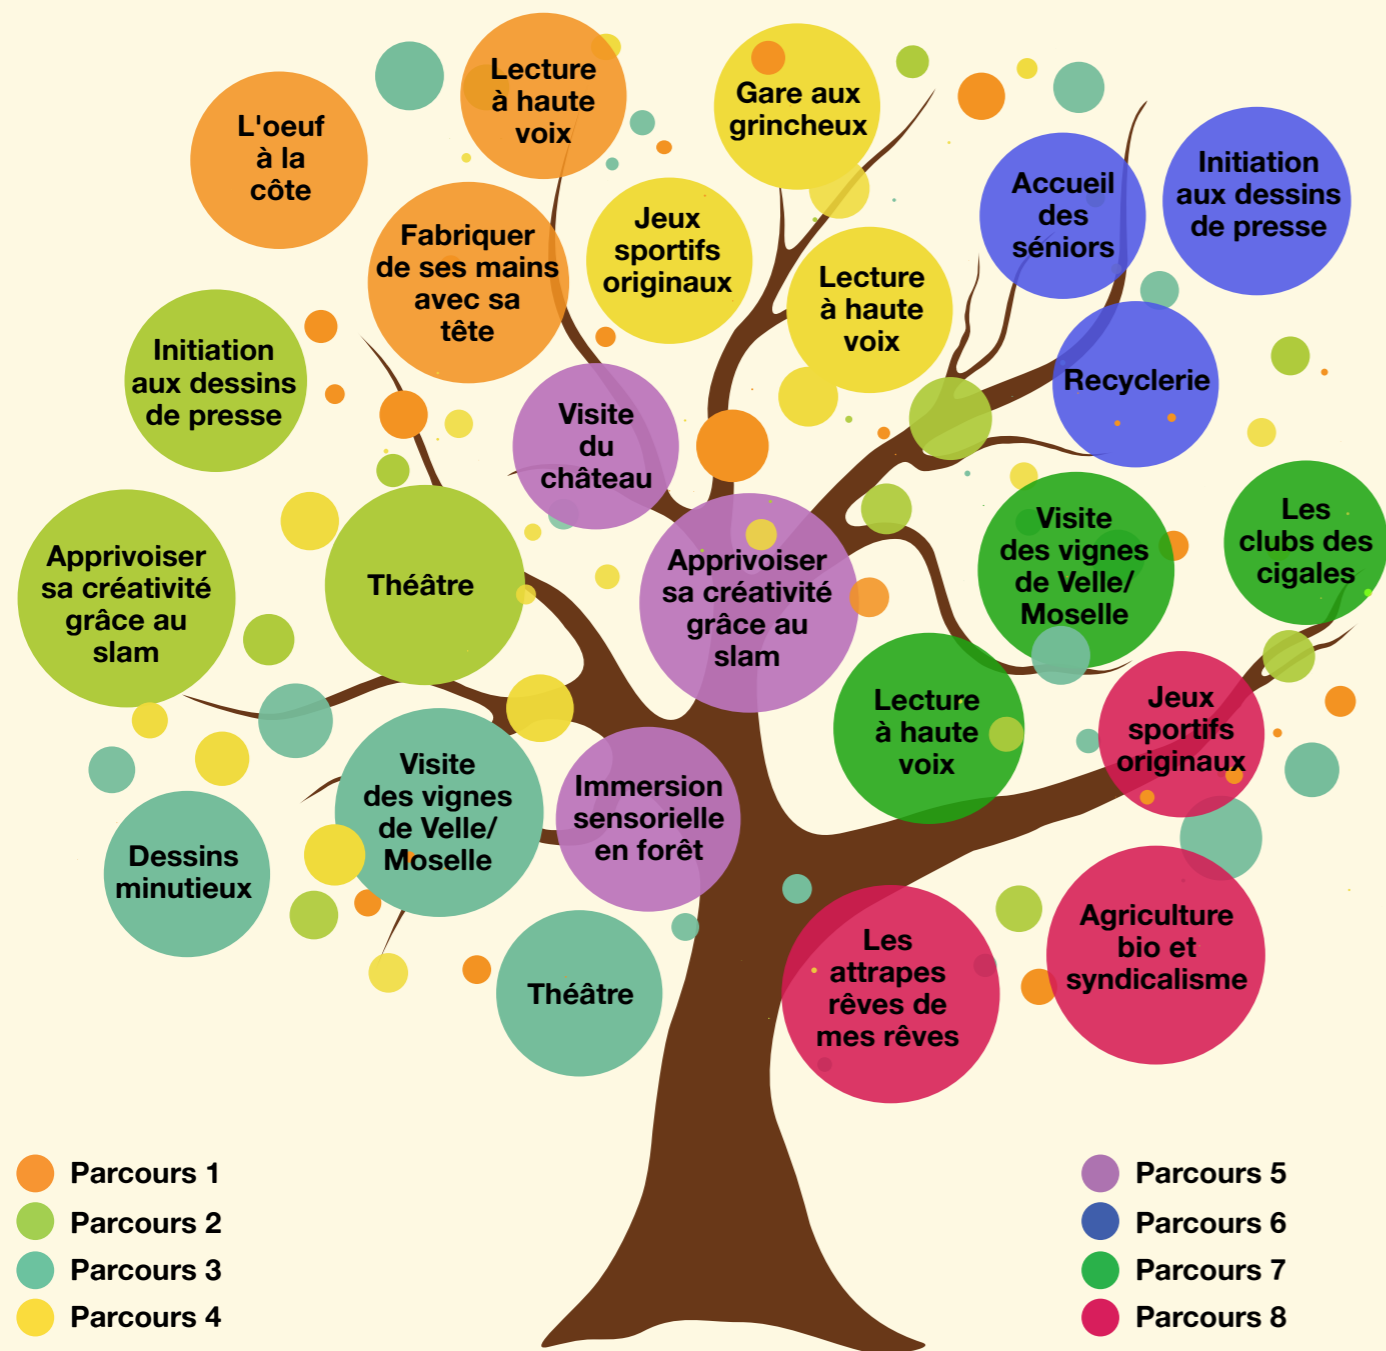 L'oeuf
à la
côte
Lecture
à haute
voix
Fabriquer
de ses mains
avec sa
tête
Jeux
sportifs
originaux
Gare aux
grincheux
Lecture
à haute
voix
Accueil
des
séniors
Initiation
aux dessins
de presse
Recyclerie
Initiation
aux dessins
de presse
Visite
du
château
Apprivoiser
sa créativité
grâce au
slam
Théâtre
Apprivoiser
sa créativité
grâce au
slam
Visite
des vignes
de Velle/
Moselle
Les
clubs des
cigales
Lecture
à haute
voix
Jeux
sportifs
originaux
Dessins
minutieux
Visite
des vignes
de Velle/
Moselle
Immersion
sensorielle
en forêt
Théâtre
Les
attrapes
rêves de
mes rêves
Agriculture
bio et
syndicalisme
Parcours 1
Parcours 2
Parcours 3
Parcours 4
Parcours 5
Parcours 6
Parcours 7
Parcours 8